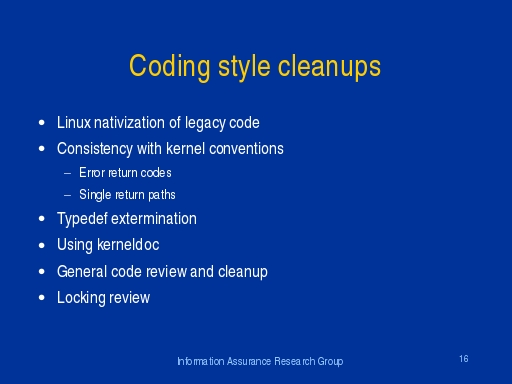 Coding style cleanups
• Linux nativization of legacy code
• Consistency with kernel conventions
– Error return codes
– Single return paths
• Typedef extermination
• Using kerneldoc
• General code review and cleanup
• Locking review
Information Assurance Research Group
16